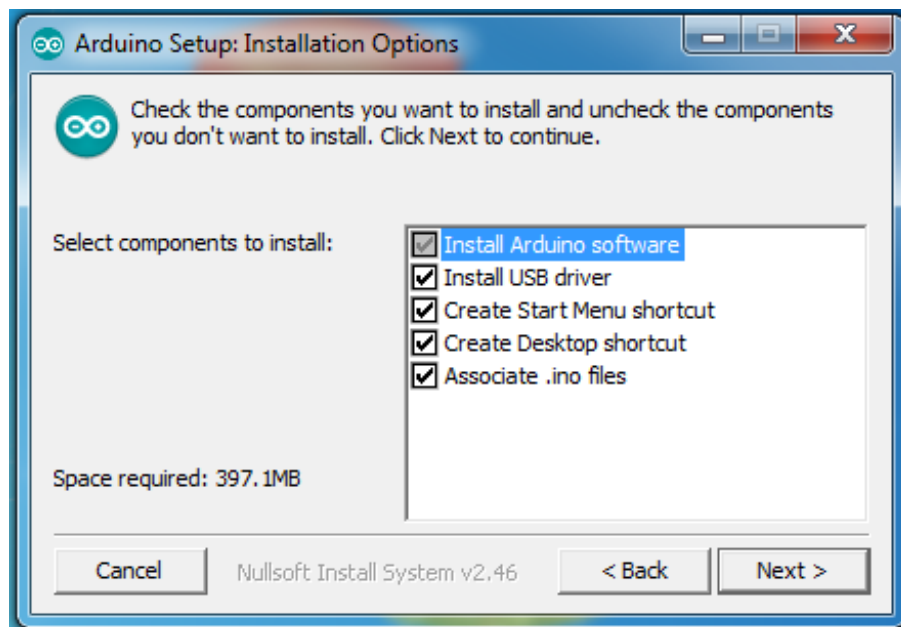 Arduino Setup: Installation Options
Check the components you want to install and uncheck the components
you don't want to install. Click Next to continue.
Select components to install:
Install Arduino software
Install USB driver
Create Start Menu shortcut
Create Desktop shortcut
Associate .ino files
Space required: 397.1MB
Cancel
Nullsoft Install System v2.46
< Back
Next >